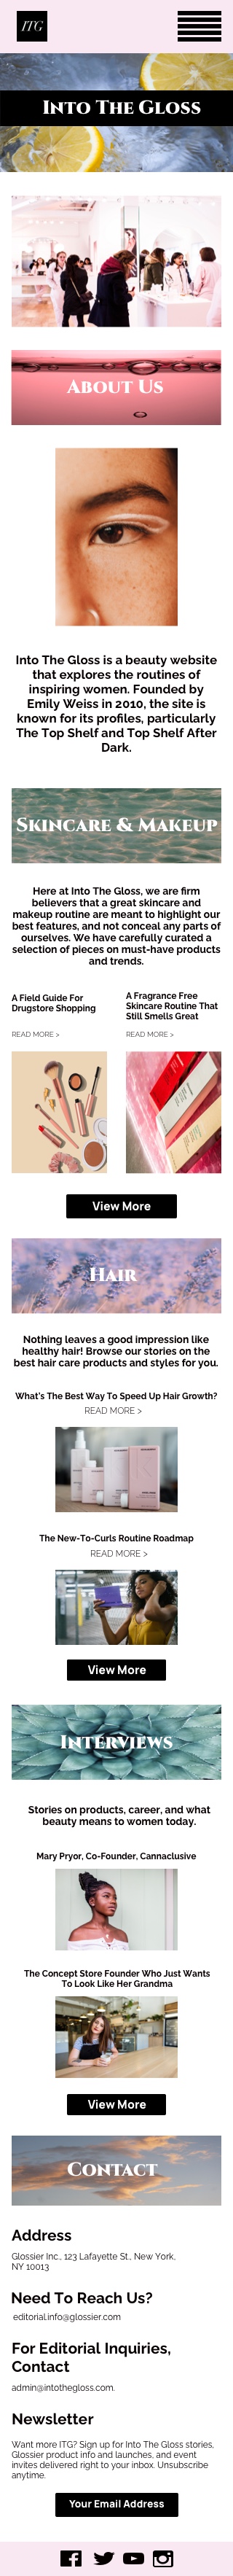 ITG
INTO THE GLOSS
ABOUT US
Into The Gloss is a beauty website
that explores the routines of
inspiring women. Founded by
Emily Weiss in 2010, the site is
known for its profiles, particularly
The Top Shelf and Top Shelf After
Dark.
SKINCARE & MAKEUP
Here at Into The Gloss, we are firm
believers that a great skincare and
makeup routine are meant to highlight our
best features, and not conceal any parts of
ourselves. We have carefully curated a
selection of pieces on must-have products
and trends.
A Field Guide For
Drugstore Shopping
READ MORE >
A Fragrance Free
Skincare Routine That
Still Smells Great
READ MORE >
View More
HAIR
Nothing leaves a good impression like
healthy hair! Browse our stories on the
best hair care products and styles for you.
What's The Best Way To Speed Up Hair Growth?
READ MORE >
The New-To-Curls Routine Roadmap
READ MORE >
View More
INTERVIEWS
Stories on products, career, and what
beauty means to women today.
Mary Pryor, Co-Founder, Cannaclusive
The Concept Store Founder Who Just Wants
To Look Like Her Grandma
View More
CONTACT
Address
Glossier Inc., 123 Lafayette St., New York,
NY 10013
Need To Reach Us?
editorial.info@glossier.com
For Editorial Inquiries,
Contact
admin@intothegloss.com.
Newsletter
Want more ITG? Sign up for Into The Gloss stories,
Glossier product info and launches, and event
invites delivered right to your inbox. Unsubscribe
anytime.
Your Email Address